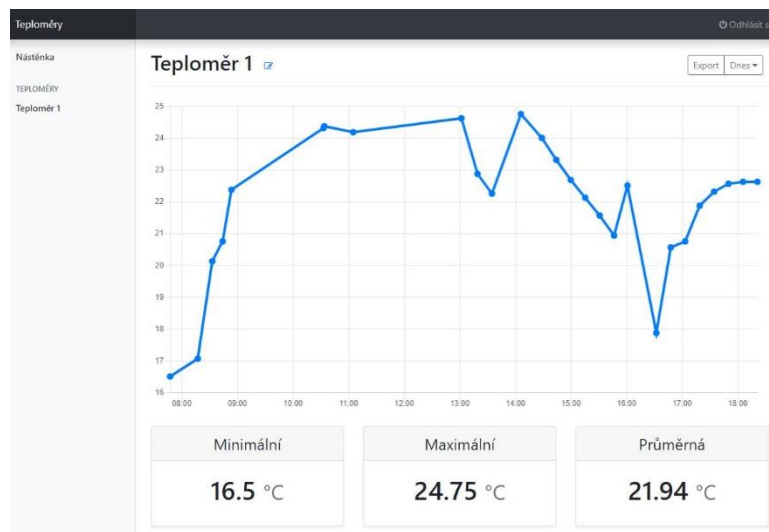 Teploměry
Odhlásit s
Nástěnka
TEPLOMĚRY
Teploměr 1
Teploměr 1
Export Dnes
25
24
23
22
21
20
19
18
17
16
08:00 09:00 10:00 11:00 12:00 13:00 14:00 15:00 16:00 17:00 18:00
Minimální Maximální Průměrná
16.5 °C 24.75 °C 21.94 °C